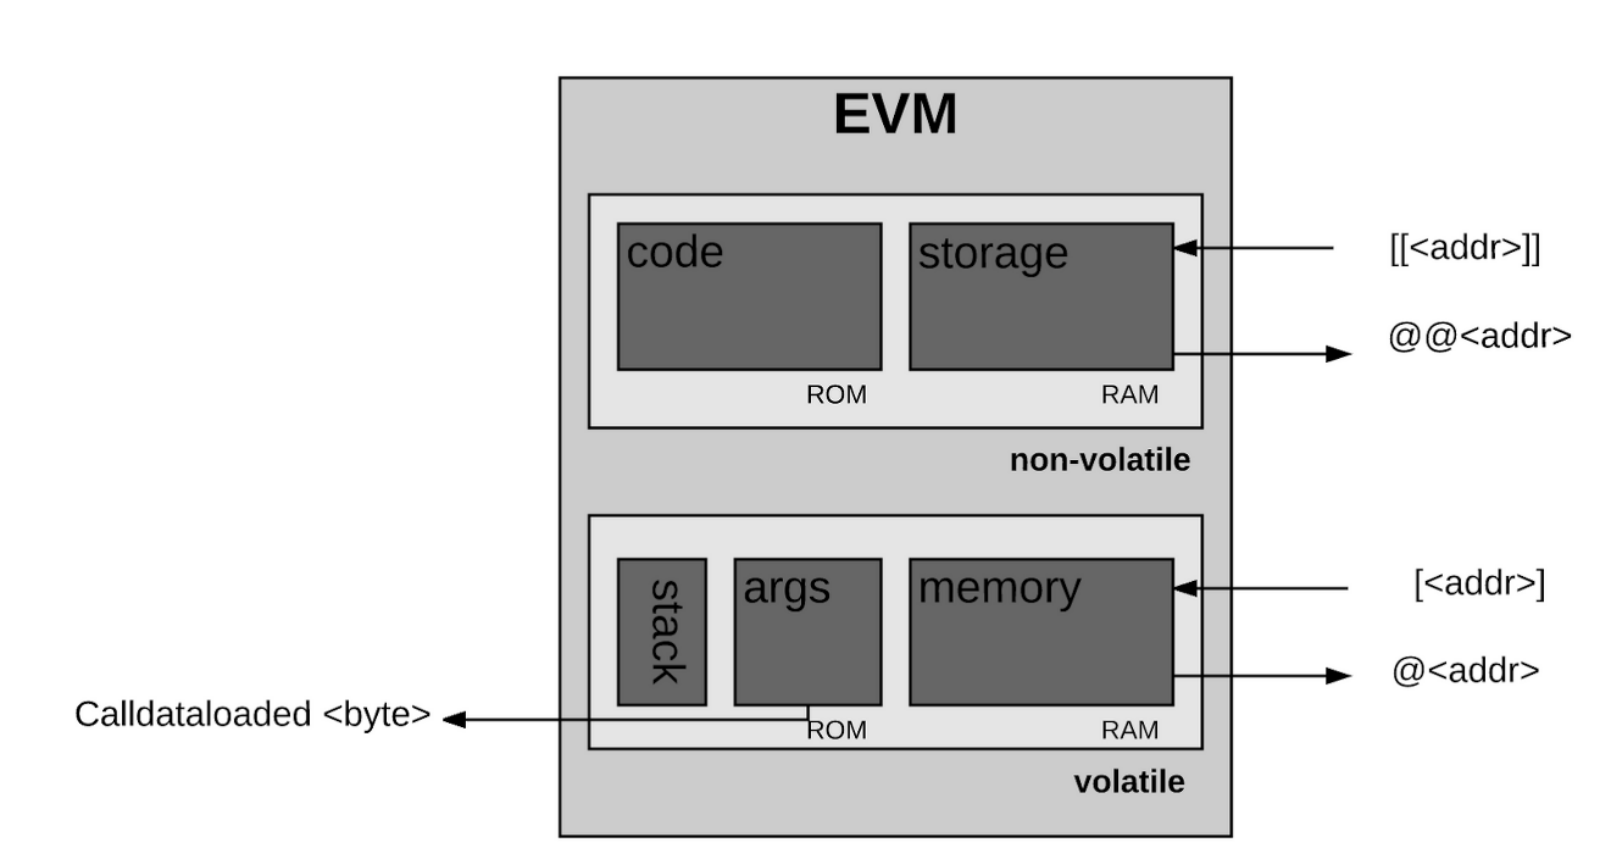 EVM
code
storage
[[<addr>]]
@@<addr>
ROM
RAM
non-volatile
stack
args
memory
[<addr>]
@<addr>
Calldataloaded <byte>
ROM
RAM
volatile